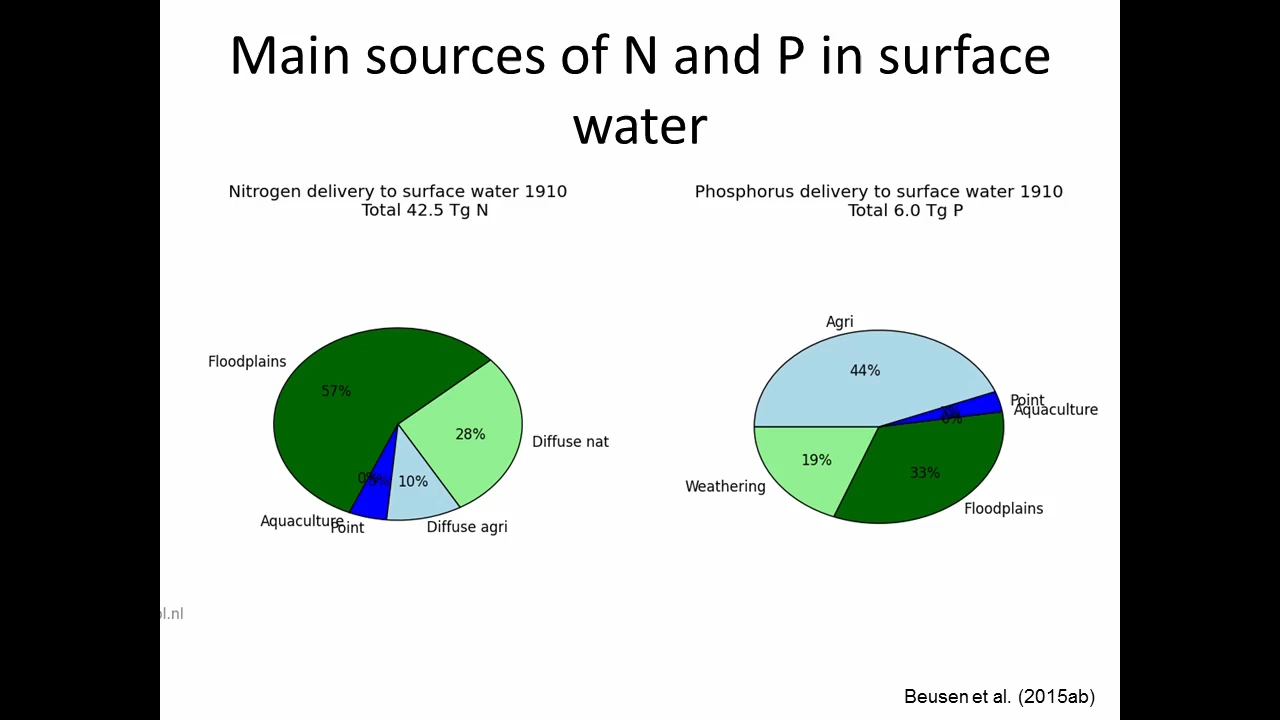 Main sources of N and P in surface
water
Nitrogen delivery to surface water 1910
Total 42.5 Tg N
Phosphorus delivery to surface water 1910
Total 6.0 Tg P
Floodplains
57%
28%
Diffuse nat
0%
10%
Aquaculture
Point
Diffuse agri
Agri
44%
Point
Aquaculture
0%
19%
33%
Weathering
Floodplains
ol.nl
Beusen et al. (2015ab)